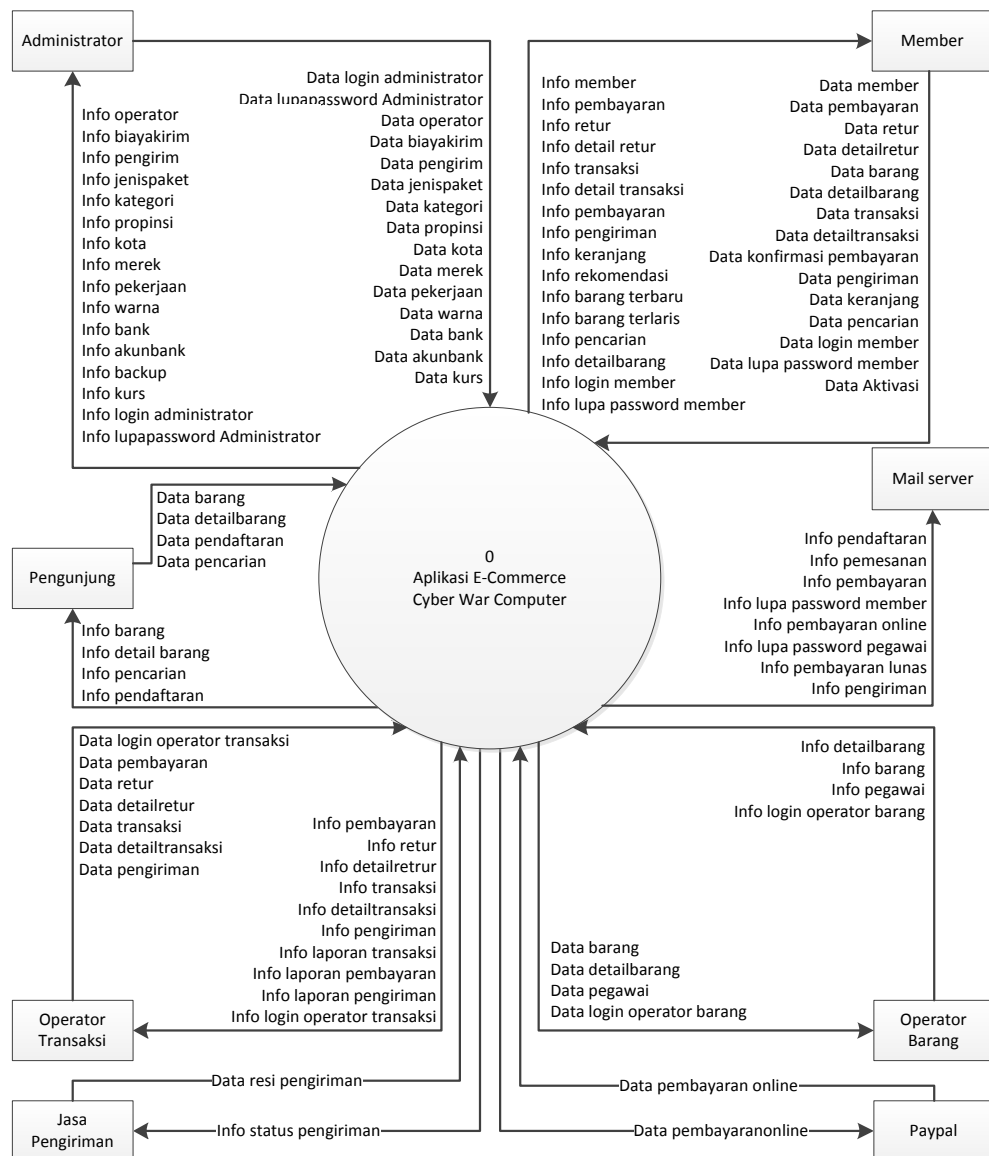 Administrator
Data login administrator
Data lupapassword Administrator
Data operator
Data biayakirim
Data pengirim
Data jenispaket
Data kategori
Data propinsi
Data kota
Data merek
Data pekerjaan
Data warna
Data bank
Data akunbank
Data kurs
Info operator
Info biayakirim
Info pengirim
Info jenispaket
Info kategori
Info propinsi
Info kota
Info merek
Info pekerjaan
Info warna
Info bank
Info akunbank
Info backup
Info kurs
Info login administrator
Info lupapassword Administrator
Member
Info member
Info pembayaran
Info retur
Info detail retur
Info transaksi
Info detail transaksi
Info pembayaran
Info pengiriman
Info keranjang
Info rekomendasi
Info barang terbaru
Info barang terlaris
Info pencarian
Info detailbarang
Info login member
Info lupa password member
Data member
Data pembayaran
Data retur
Data detailretur
Data barang
Data detailbarang
Data transaksi
Data detailtransaksi
Data konfirmasi pembayaran
Data pengiriman
Data keranjang
Data pencarian
Data login member
Data lupa password member
Data Aktivasi
Pengunjung
Data barang
Data detailbarang
Data pendaftaran
Data pencarian
Info barang
Info detail barang
Info pencarian
Info pendaftaran
0
Aplikasi E-Commerce
Cyber War Computer
Mail server
Info pendaftaran
Info pemesanan
Info pembayaran
Info lupa password member
Info pembayaran online
Info lupa password pegawai
Info pembayaran lunas
Info pengiriman
Data login operator transaksi
Data pembayaran
Data retur
Data detailretur
Data transaksi
Data detailtransaksi
Data pengiriman
Info pembayaran
Info retur
Info detailretrur
Info transaksi
Info detailtransaksi
Info pengiriman
Info laporan transaksi
Info laporan pembayaran
Info laporan pengiriman
Info login operator transaksi
Operator
Transaksi
Info detailbarang
Info barang
Info pegawai
Info login operator barang
Data barang
Data detailbarang
Data pegawai
Data login operator barang
Operator
Barang
Data resi pengiriman
Jasa
Pengiriman
Info status pengiriman
Data pembayaran online
Data pembayaranonline
Paypal